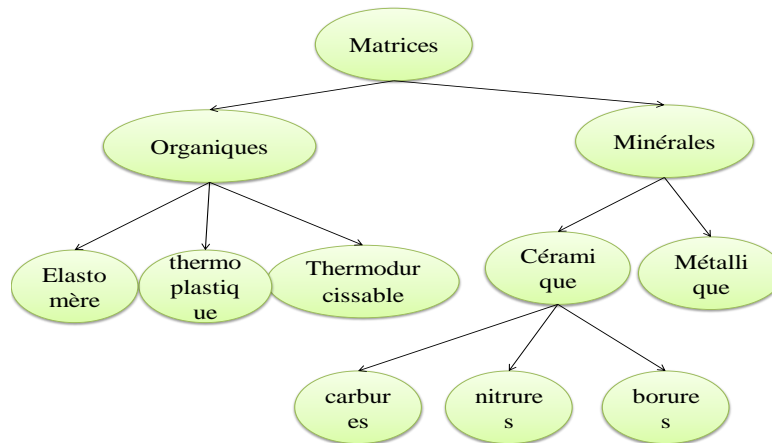 Matrices
Organiques
Minérales
Elasto
mère
thermo
plastiq
ue
Thermodur
cissable
Cérami
que
Métalli
que
carbur
es
nitrure
s
borure
s